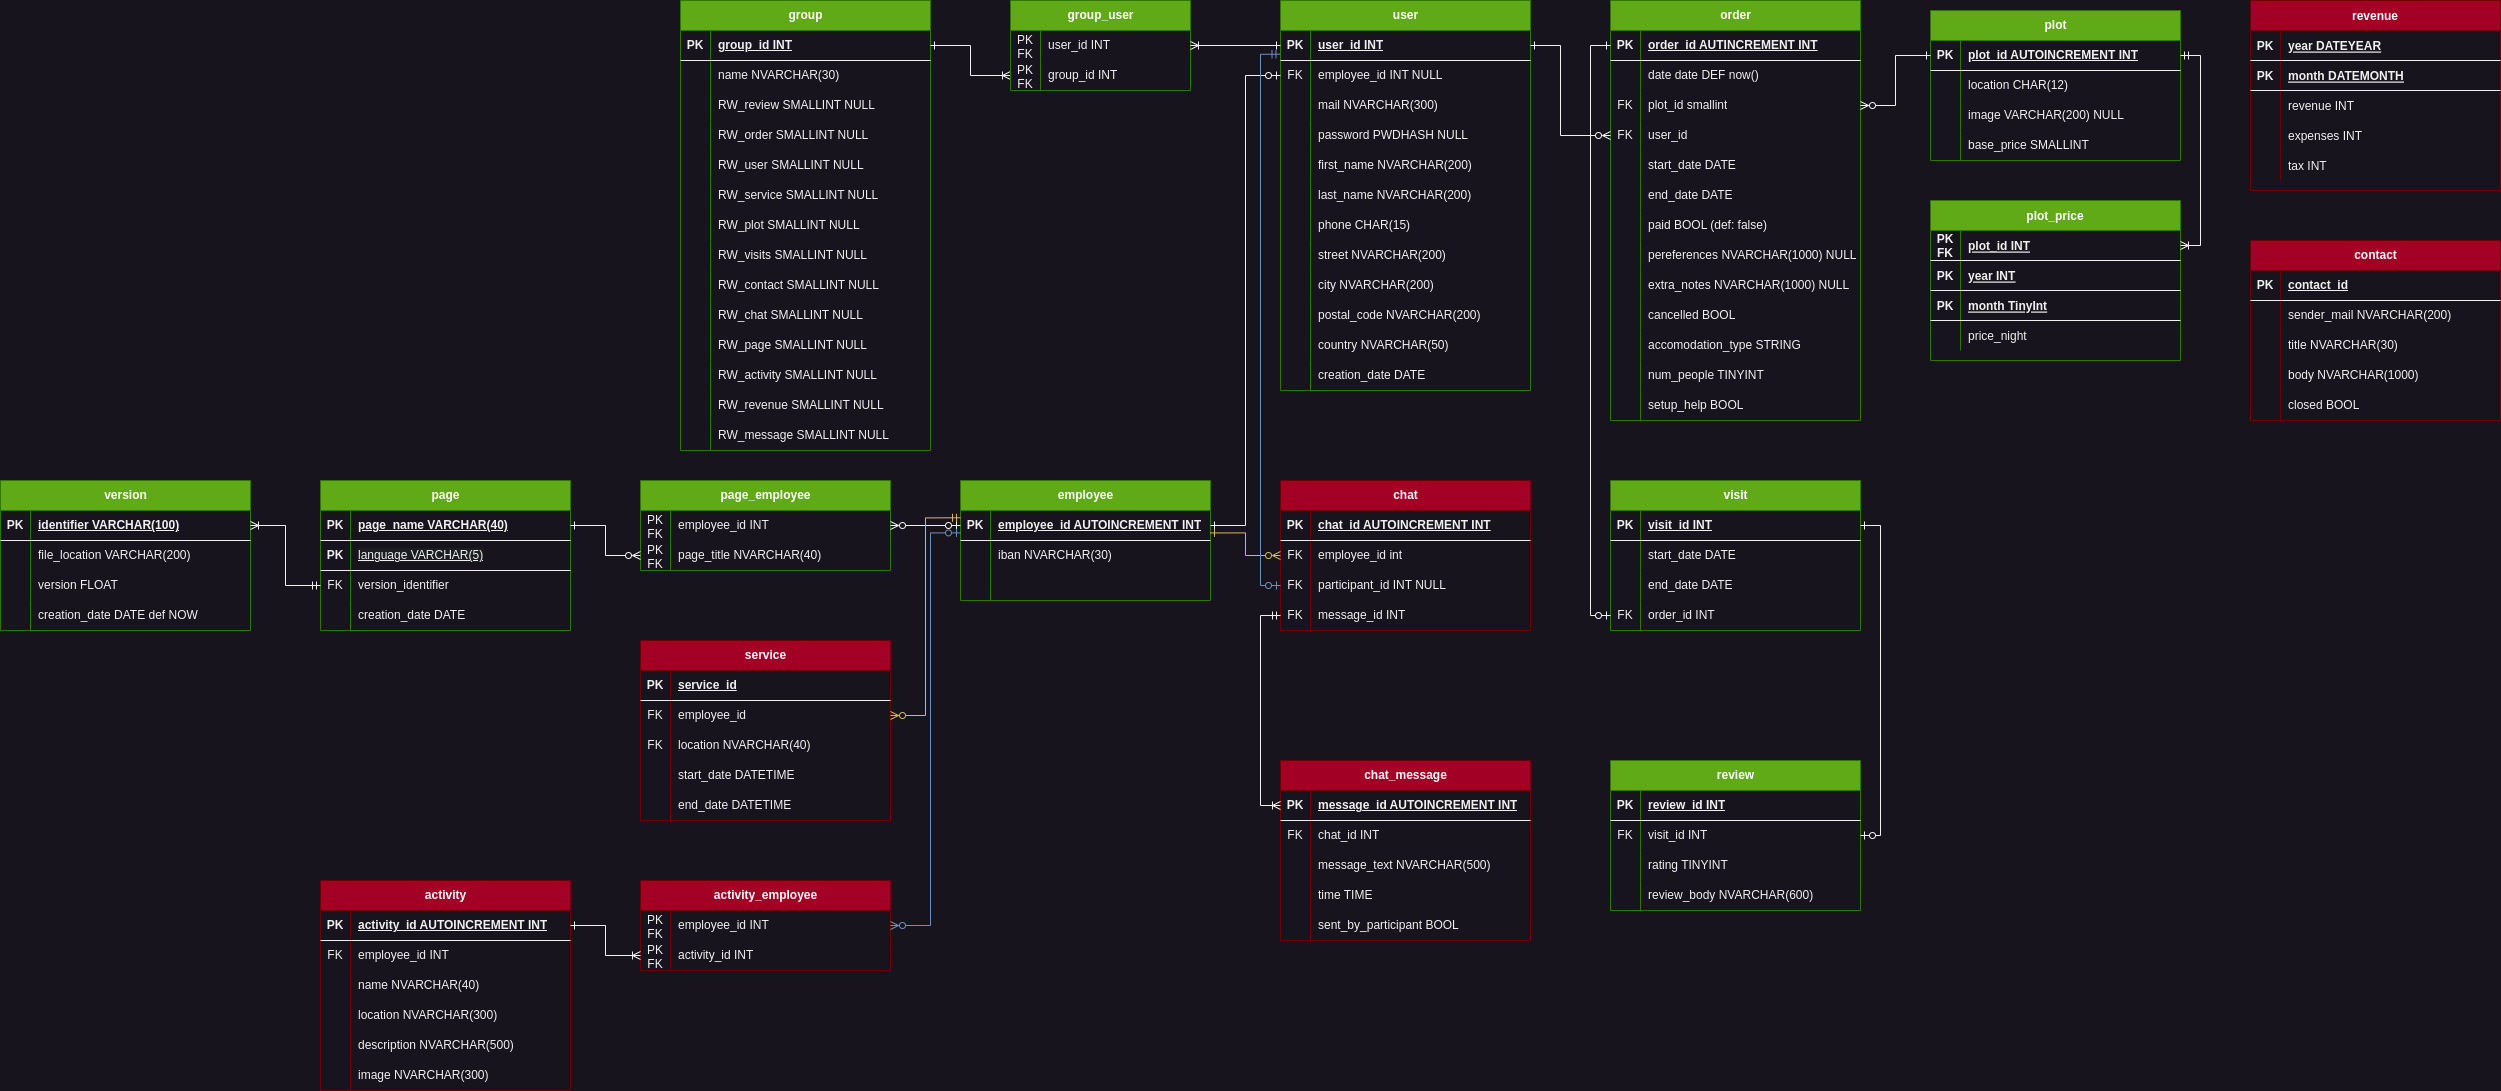 group
PK group_id INT
name NVARCHAR(30)
RW_review SMALLINT NULL
RW_order SMALLINT NULL
RW_user SMALLINT NULL
RW_service SMALLINT NULL
RW_plot SMALLINT NULL
RW_visits SMALLINT NULL
RW_contact SMALLINT NULL
RW_chat SMALLINT NULL
RW_page SMALLINT NULL
RW_activity SMALLINT NULL
RW_revenue SMALLINT NULL
RW_message SMALLINT NULL
group_user
PK FK user_id INT
PK FK group_id INT
user
PK user_id INT
FK employee_id INT NULL
mail NVARCHAR(300)
password PWDHASH NULL
first_name NVARCHAR(200)
last_name NVARCHAR(200)
phone CHAR(15)
street NVARCHAR(200)
city NVARCHAR(200)
postal_code NVARCHAR(200)
country NVARCHAR(50)
creation_date DATE
order
PK order_id AUTINCREMENT INT
date date DEF now()
FK plot_id smallint
FK user_id
start_date DATE
end_date DATE
paid BOOL (def: false)
pereferences NVARCHAR(1000) NULL
extra_notes NVARCHAR(1000) NULL
cancelled BOOL
accomodation_type STRING
num_people TINYINT
setup_help BOOL
plot
PK plot_id AUTOINCREMENT INT
location CHAR(12)
image VARCHAR(200) NULL
base_price SMALLINT
plot_price
PK FK plot_id INT
PK year INT
PK month TinyInt
price_night
revenue
PK year DATEYEAR
PK month DATEMONTH
revenue INT
expenses INT
tax INT
contact
PK contact_id
sender_mail NVARCHAR(200)
title NVARCHAR(30)
body NVARCHAR(1000)
closed BOOL
version
PK identifier VARCHAR(100)
file_location VARCHAR(200)
version FLOAT
creation_date DATE def NOW
page
PK page_name VARCHAR(40)
PK language VARCHAR(5)
FK version_identifier
creation_date DATE
page_employee
PK FK employee_id INT
PK FK page_title NVARCHAR(40)
employee
PK employee_id AUTOINCREMENT INT
iban NVARCHAR(30)
chat
PK chat_id AUTOINCREMENT INT
FK employee_id int
FK participant_id INT NULL
FK message_id INT
visit
PK visit_id INT
start_date DATE
end_date DATE
FK order_id INT
service
PK service_id
FK employee_id
FK location NVARCHAR(40)
start_date DATETIME
end_date DATETIME
chat_message
PK message_id AUTOINCREMENT INT
FK chat_id INT
message_text NVARCHAR(500)
time TIME
sent_by_participant BOOL
review
PK review_id INT
FK visit_id INT
rating TINYINT
review_body NVARCHAR(600)
activity
PK activity_id AUTOINCREMENT INT
FK employee_id INT
name NVARCHAR(40)
location NVARCHAR(300)
description NVARCHAR(500)
image NVARCHAR(300)
activity_employee
PK FK employee_id INT
PK FK activity_id INT